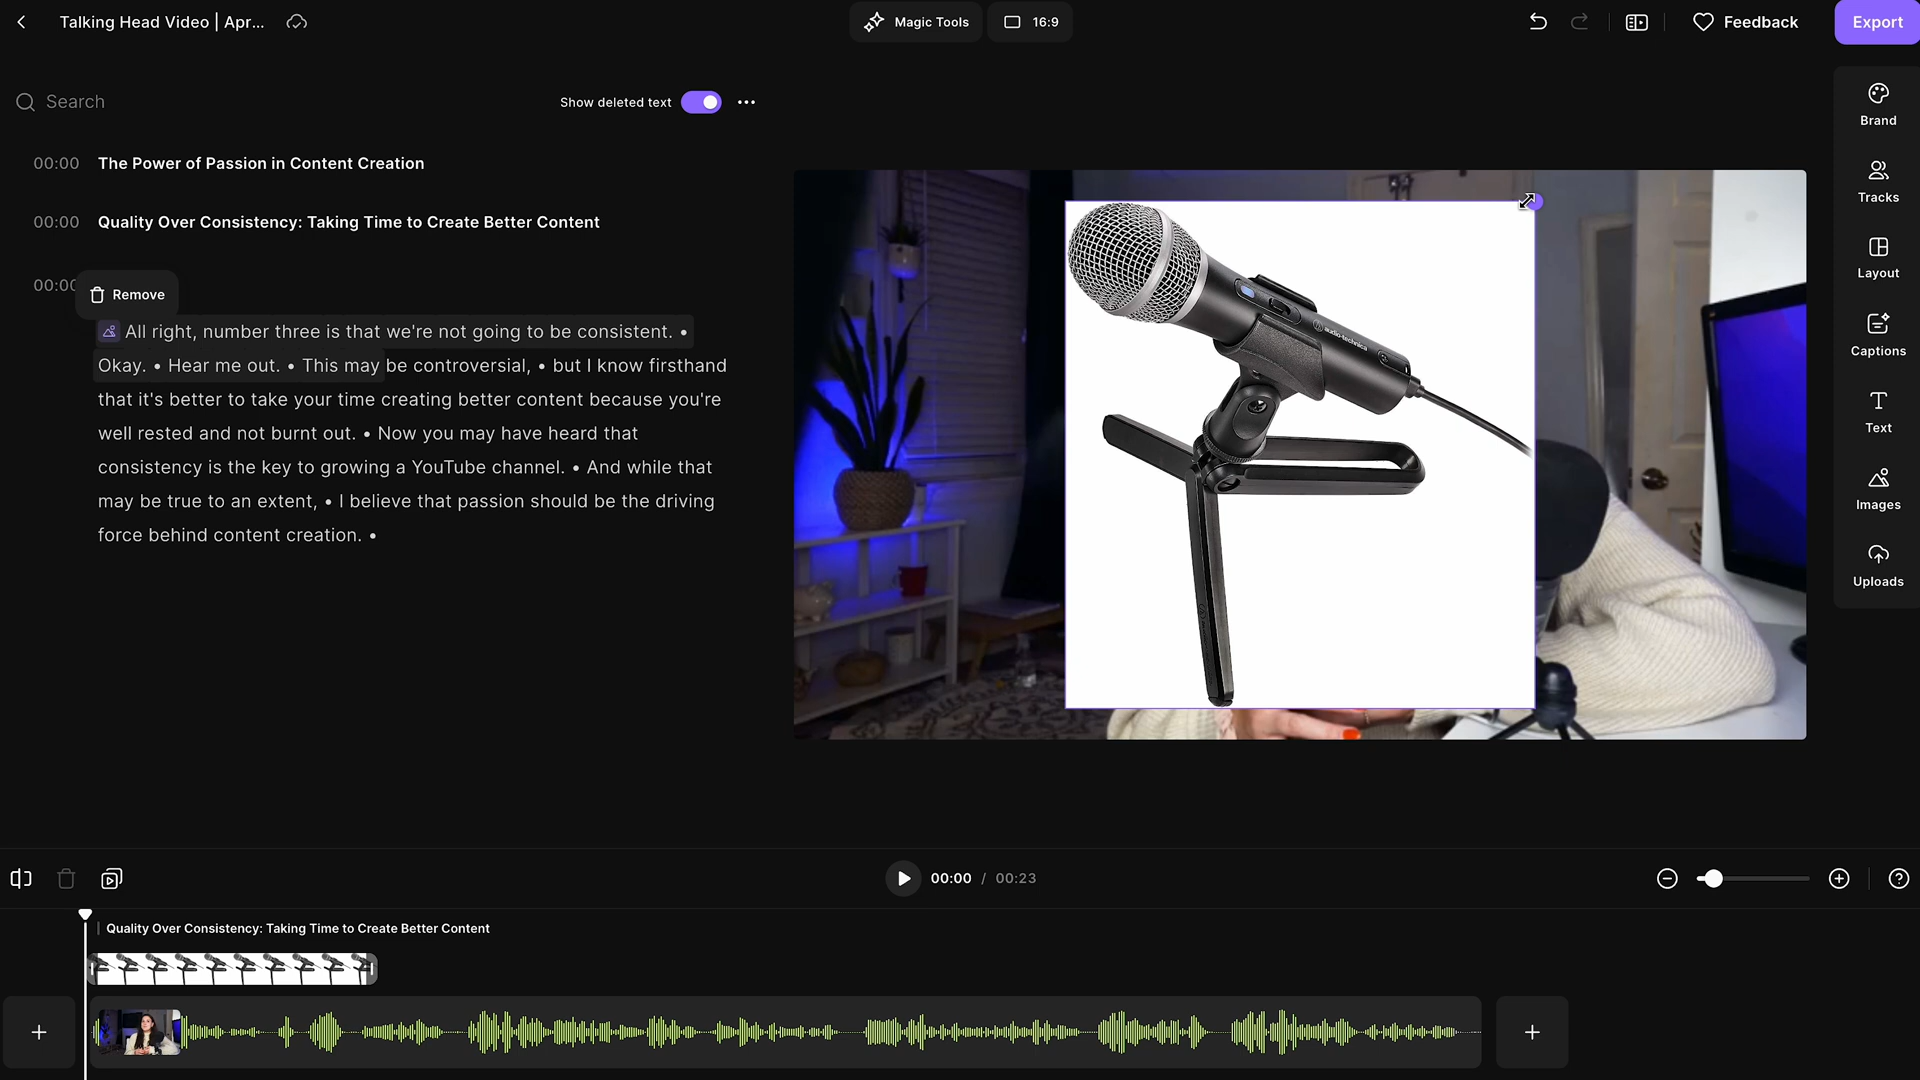 Talking Head Video | Apr...
Magic Tools
16:9
Feedback
Export
Search
Show deleted text
00:00 The Power of Passion in Content Creation
00:00 Quality Over Consistency: Taking Time to Create Better Content
00:00
Remove
All right, number three is that we're not going to be consistent. •
Okay. • Hear me out. • This may be controversial, • but I know firsthand
that it's better to take your time creating better content because you're
well rested and not burnt out. • Now you may have heard that
consistency is the key to growing a YouTube channel. • And while that
may be true to an extent, • I believe that passion should be the driving
force behind content creation. •
audio-technica
Brand
Tracks
Layout
Captions
Text
Images
Uploads
00:00 / 00:23
Quality Over Consistency: Taking Time to Create Better Content